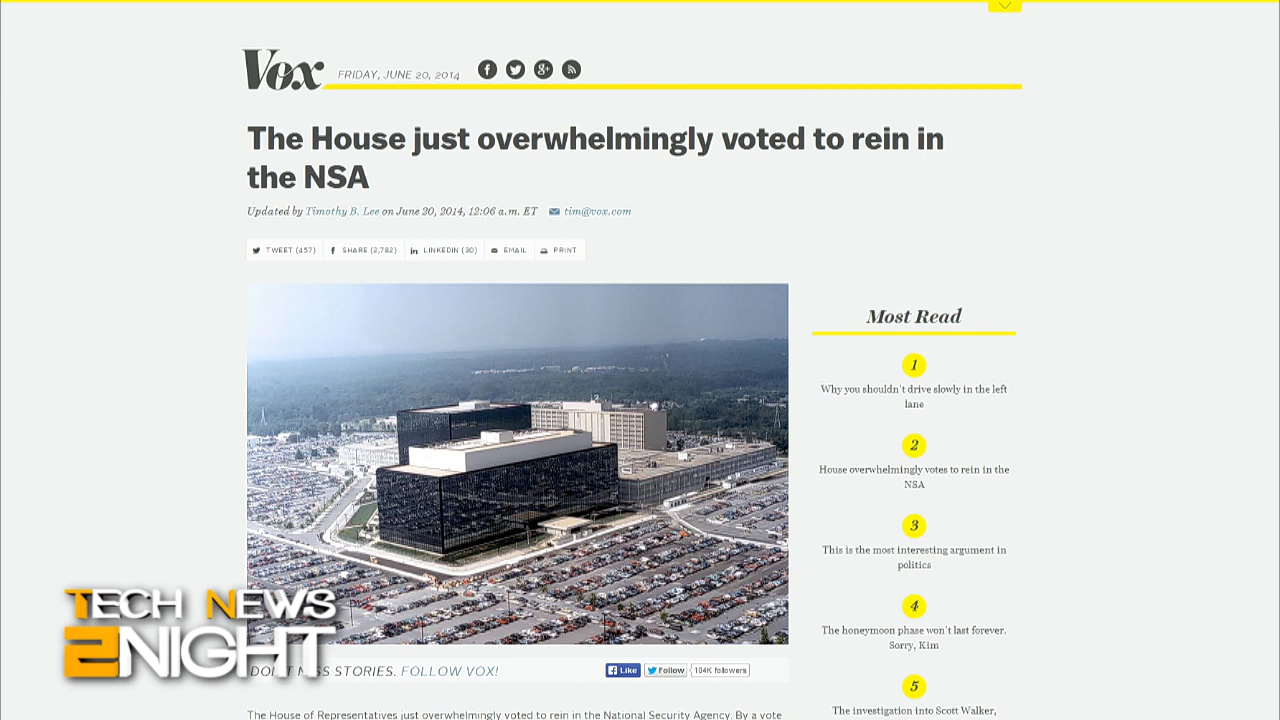 Vox
FRIDAY, JUNE 20, 2014
The House just overwhelmingly voted to rein in
the NSA
Updated by Timothy B. Lee on June 20, 2014, 12:06 a.m. ET
tim@vox.com
TWEET (457)
SHARE (2,782)
LINKEDIN (30)
EMAIL
PRINT
Most Read
1
Why you shouldn't drive slowly in the left
lane
2
House overwhelmingly votes to rein in the
NSA
3
This is the most interesting argument in
politics
4
The honeymoon phase won't last forever.
Sorry, Kim
5
The investigation into Scott Walker,
TECH NEWS
2NIGHT
STORIES. FOLLOW VOX!
Like
Follow
104K followers
The House of Representatives just overwhelmingly voted to rein in the National Security Agency. By a vote